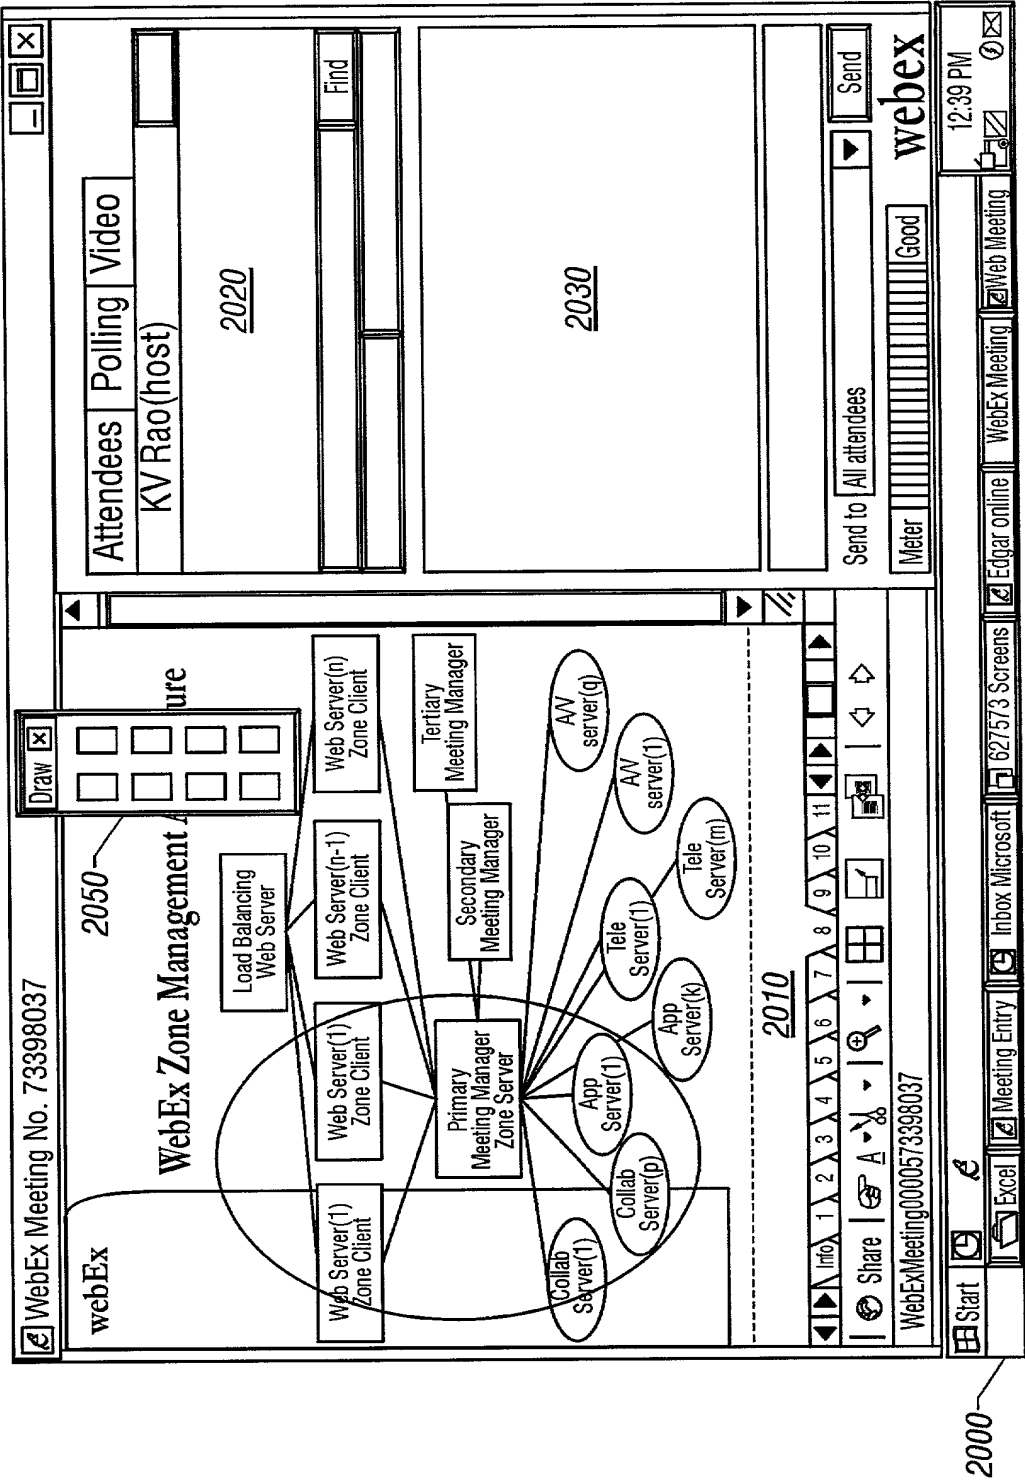 WebEx Meeting No. 73398037
2050
Draw
webEx
WebEx Zone Management A
ure
Load Balancing
Web Server
Web Server(1)
Zone Client
Web Server(1)
Zone Client
Web Server(n-1)
Zone Client
Web Server(n)
Zone Client
Primary
Meeting Manager
Zone Server
Secondary
Meeting Manager
Tertiary
Meeting Manager
Collab
Server(1)
Collab
Server(p)
App
Server(1)
App
Server(k)
Tele
Server(1)
Tele
Server(m)
A/V
server(1)
A/V
server(q)
2010
Info 1 2 3 4 5 6 7 8 9 10 11
Share
A
WebExMeeting0000573398037
Attendees Polling Video
KV Rao(host)
2020
Find
2030
Send to All attendees Send
Meter Good
webex
Start
Excel Meeting Entry Inbox Microsoft 627573 Screens Edgar online WebEx Meeting Web Meeting
12:39 PM
2000